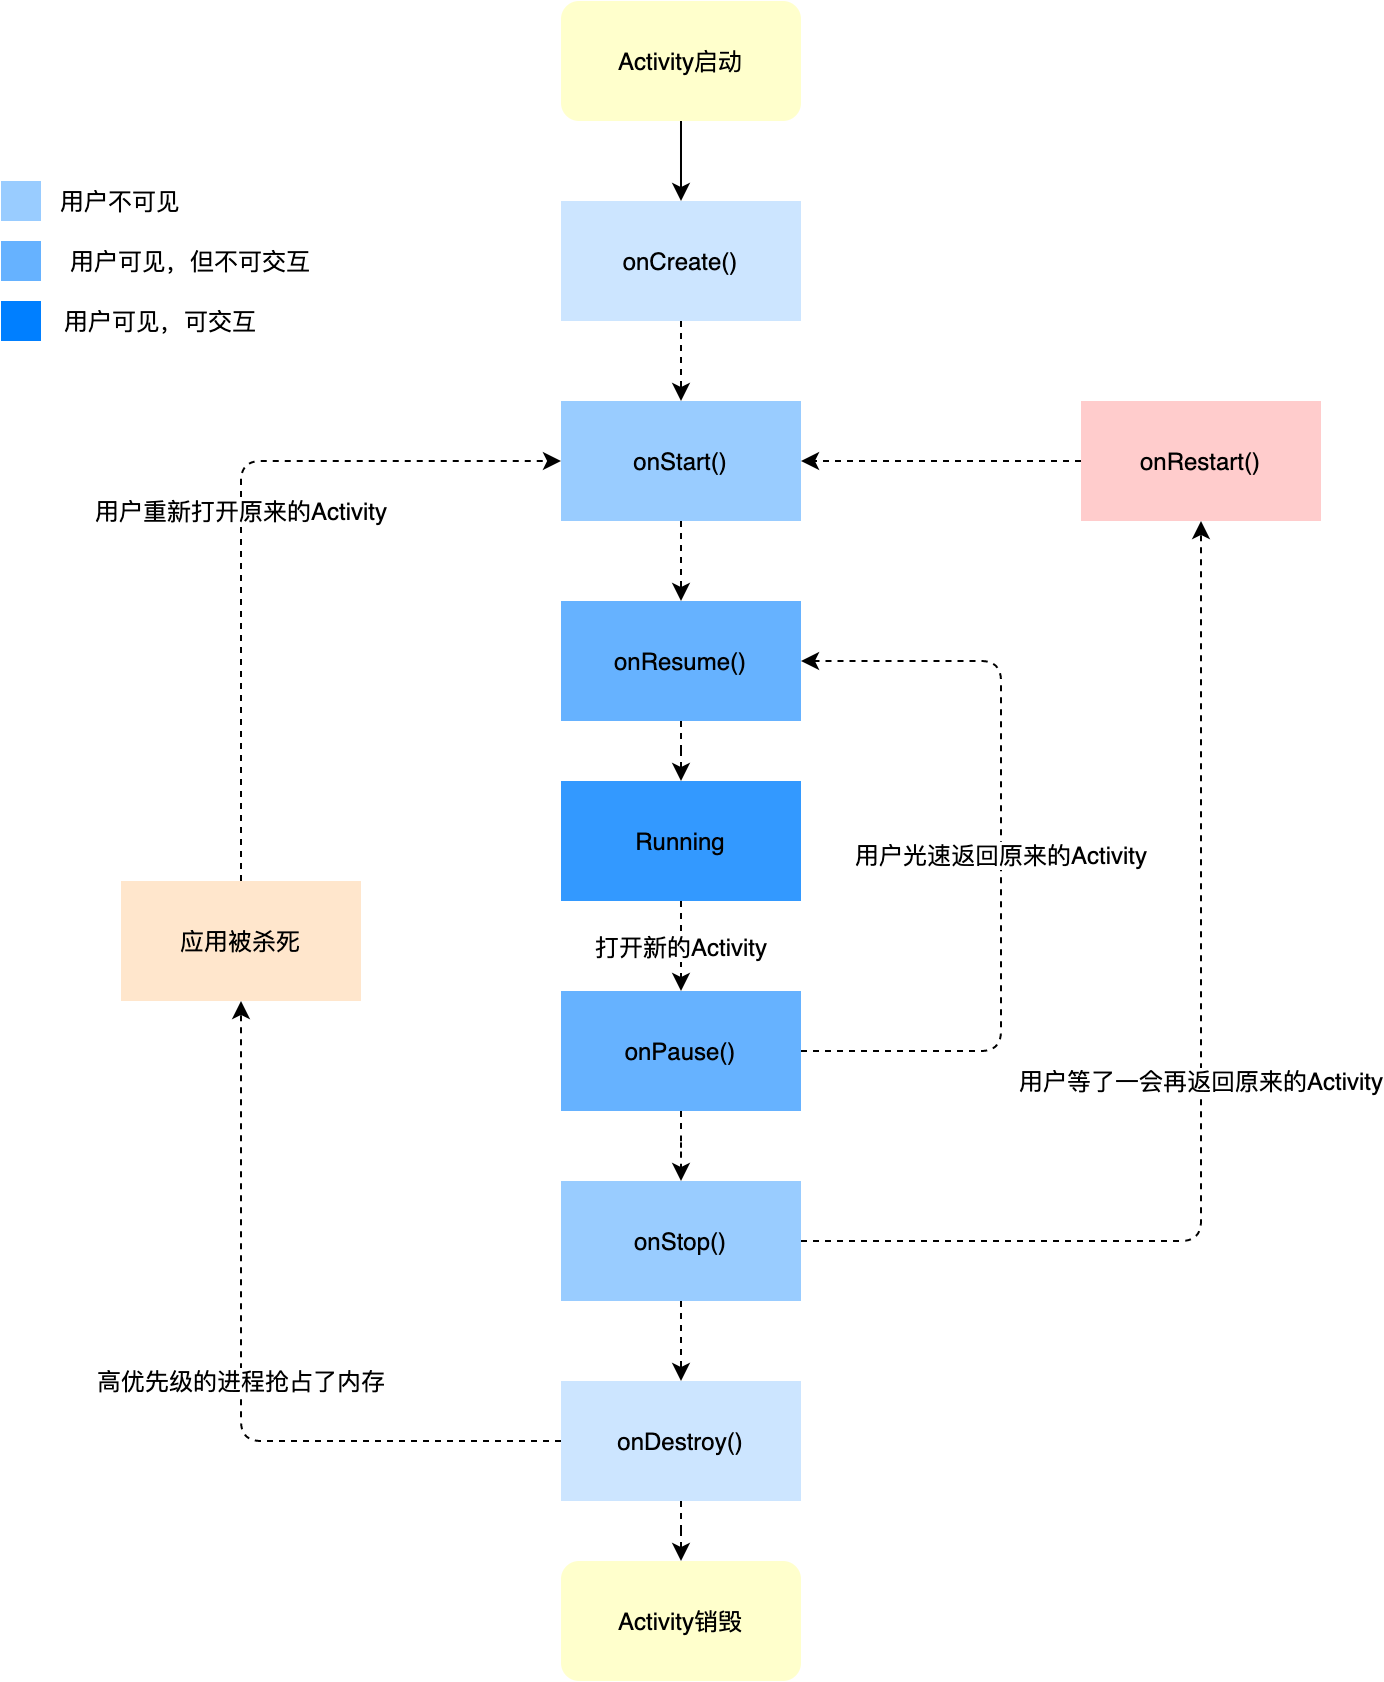 Activity启动
用户不可见
onCreate()
用户可见，但不可交互
用户可见，可交互
onStart()
onRestart()
用户重新打开原来的Activity
onResume()
Running
用户光速返回原来的Activity
应用被杀死
打开新的Activity
onPause()
用户等了一会再返回原来的Activity
onStop()
高优先级的进程抢占了内存
onDestroy()
Activity销毁